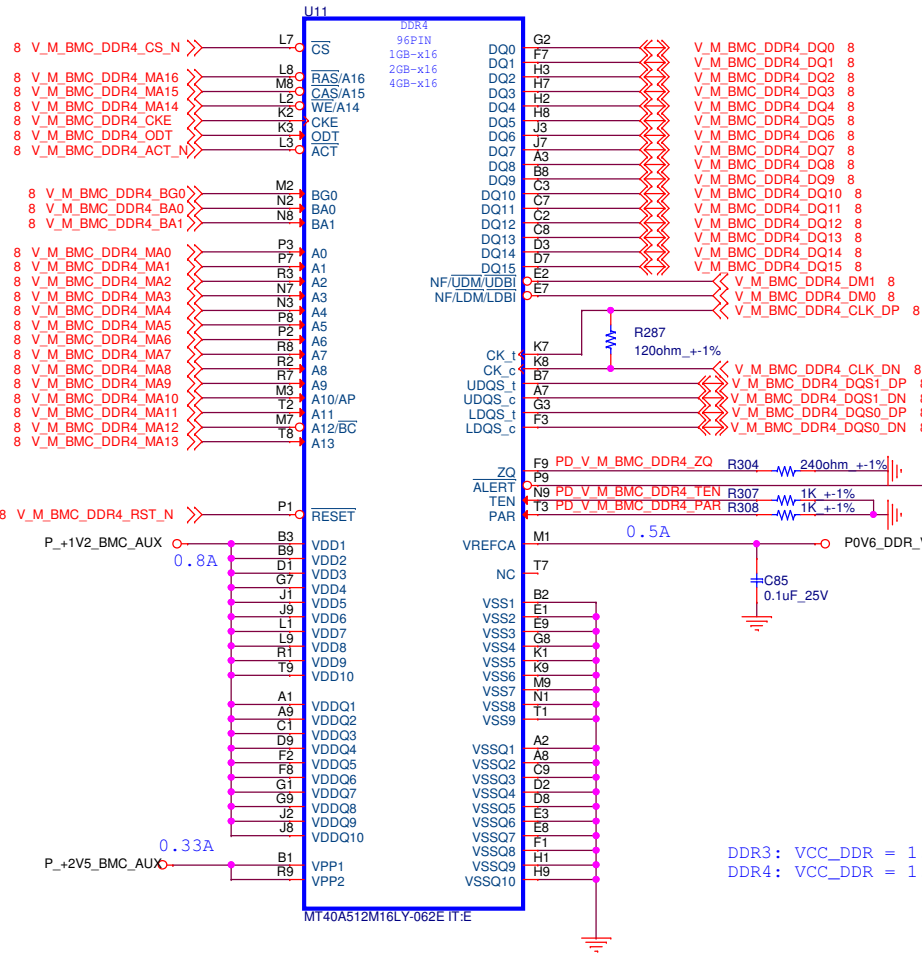 U11
DDR4
96PIN
1GB-x16
2GB-x16
4GB-x16
8 V_M_BMC_DDR4_CS_N L7 CS
8 V_M_BMC_DDR4_MA16 L8 RAS/A16
8 V_M_BMC_DDR4_MA15 M8 CAS/A15
8 V_M_BMC_DDR4_MA14 L2 WE/A14
8 V_M_BMC_DDR4_CKE K2 CKE
8 V_M_BMC_DDR4_ODT K3 ODT
8 V_M_BMC_DDR4_ACT_N L3 ACT
8 V_M_BMC_DDR4_BG0 M2 BG0
8 V_M_BMC_DDR4_BA0 N2 BA0
8 V_M_BMC_DDR4_BA1 N8 BA1
8 V_M_BMC_DDR4_MA0 P3 A0
8 V_M_BMC_DDR4_MA1 P7 A1
8 V_M_BMC_DDR4_MA2 R3 A2
8 V_M_BMC_DDR4_MA3 N7 A3
8 V_M_BMC_DDR4_MA4 N3 A4
8 V_M_BMC_DDR4_MA5 P8 A5
8 V_M_BMC_DDR4_MA6 P2 A6
8 V_M_BMC_DDR4_MA7 R8 A7
8 V_M_BMC_DDR4_MA8 R2 A8
8 V_M_BMC_DDR4_MA9 R7 A9
8 V_M_BMC_DDR4_MA10 M3 A10/AP
8 V_M_BMC_DDR4_MA11 T2 A11
8 V_M_BMC_DDR4_MA12 M7 A12/BC
8 V_M_BMC_DDR4_MA13 T8 A13
8 V_M_BMC_DDR4_RST_N P1 RESET
P_+1V2_BMC_AUX B3 VDD1
0.8A
B9 VDD2
D1 VDD3
G7 VDD4
J1 VDD5
J9 VDD6
L1 VDD7
L9 VDD8
R1 VDD9
T9 VDD10
A1 VDDQ1
A9 VDDQ2
C1 VDDQ3
D9 VDDQ4
F2 VDDQ5
F8 VDDQ6
G1 VDDQ7
G9 VDDQ8
J2 VDDQ9
J8 VDDQ10
0.33A
P_+2V5_BMC_AUX B1 VPP1
R9 VPP2
MT40A512M16LY-062E IT:E
DQ0 G2 V_M_BMC_DDR4_DQ0 8
DQ1 F7 V_M_BMC_DDR4_DQ1 8
DQ2 H3 V_M_BMC_DDR4_DQ2 8
DQ3 H7 V_M_BMC_DDR4_DQ3 8
DQ4 H2 V_M_BMC_DDR4_DQ4 8
DQ5 H8 V_M_BMC_DDR4_DQ5 8
DQ6 J3 V_M_BMC_DDR4_DQ6 8
DQ7 J7 V_M_BMC_DDR4_DQ7 8
DQ8 A3 V_M_BMC_DDR4_DQ8 8
DQ9 B8 V_M_BMC_DDR4_DQ9 8
DQ10 C3 V_M_BMC_DDR4_DQ10 8
DQ11 C7 V_M_BMC_DDR4_DQ11 8
DQ12 C2 V_M_BMC_DDR4_DQ12 8
DQ13 C8 V_M_BMC_DDR4_DQ13 8
DQ14 D3 V_M_BMC_DDR4_DQ14 8
DQ15 D7 V_M_BMC_DDR4_DQ15 8
NF/UDM/UDBI E2 V_M_BMC_DDR4_DM1 8
NF/LDM/LDBI E7 V_M_BMC_DDR4_DM0 8
V_M_BMC_DDR4_CLK_DP 8
R287
120ohm_+-1%
CK_t K7
CK_c K8 V_M_BMC_DDR4_CLK_DN 8
UDQS_t B7 V_M_BMC_DDR4_DQS1_DP 8
UDQS_c A7 V_M_BMC_DDR4_DQS1_DN 8
LDQS_t G3 V_M_BMC_DDR4_DQS0_DP 8
LDQS_c F3 V_M_BMC_DDR4_DQS0_DN 8
ZQ F9 PD_V_M_BMC_DDR4_ZQ R304 240ohm_+-1%
ALERT P9
TEN N9 PD_V_M_BMC_DDR4_TEN R307 1K_+-1%
PAR T3 PD_V_M_BMC_DDR4_PAR R308 1K_+-1%
0.5A
VREFCA M1 P0V6_DDR_
NC T7
C85
0.1uF_25V
VSS1 B2
VSS2 E1
VSS3 E9
VSS4 G8
VSS5 K1
VSS6 K9
VSS7 M9
VSS8 N1
VSS9 T1
VSSQ1 A2
VSSQ2 A8
VSSQ3 C9
VSSQ4 D2
VSSQ5 D8
VSSQ6 E3
VSSQ7 E8
VSSQ8 F1
VSSQ9 H1
VSSQ10 H9
DDR3: VCC_DDR = 1
DDR4: VCC_DDR = 1